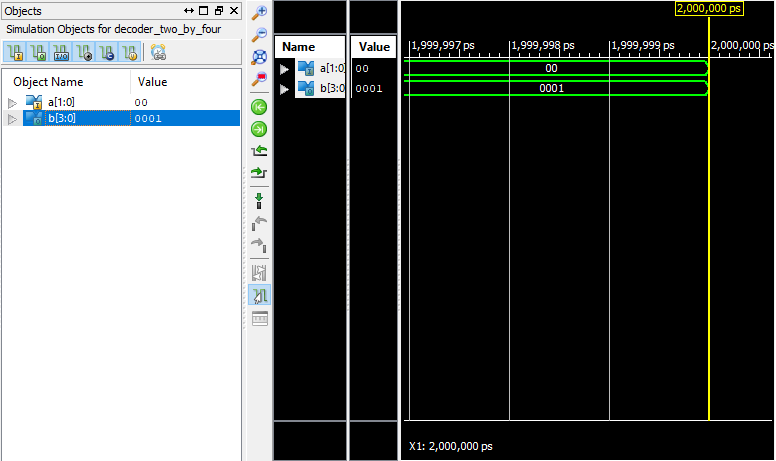 Objects
Simulation Objects for decoder_two_by_four
Object Name Value
a[1:0] 00
b[3:0] 0001
Name Value
a[1:0] 00
b[3:0] 0001
2,000,000 ps
1,999,997 ps 1,999,998 ps 1,999,999 ps 2,000,000 ps
00
0001
X1: 2,000,000 ps